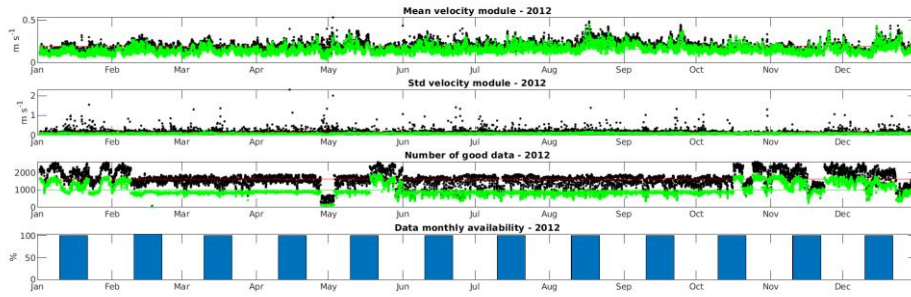 Mean velocity module - 2012
0.5
0
m s-1
Jan Feb Mar Apr May Jun Jul Aug Sep Oct Nov Dec
Std velocity module - 2012
2
1
0
m s-1
Jan Feb Mar Apr May Jun Jul Aug Sep Oct Nov Dec
Number of good data - 2012
2000
1000
0
Jan Feb Mar Apr May Jun Jul Aug Sep Oct Nov Dec
Data monthly availability - 2012
100
50
0
%
Jan Feb Mar Apr May Jun Jul Aug Sep Oct Nov Dec